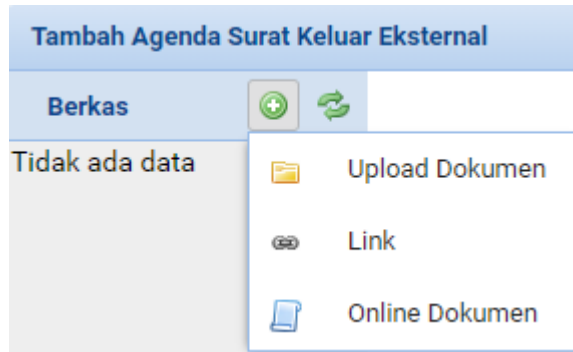 Tambah Agenda Surat Keluar Eksternal
Berkas
Tidak ada data
Upload Dokumen
Link
Online Dokumen